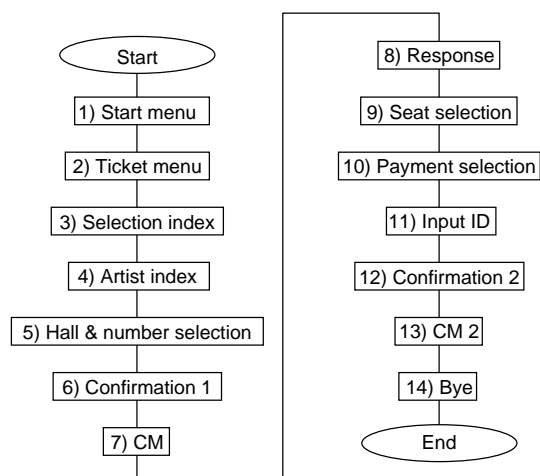 Start
1) Start menu
2) Ticket menu
3) Selection index
4) Artist index
5) Hall & number selection
6) Confirmation 1
7) CM
8) Response
9) Seat selection
10) Payment selection
11) Input ID
12) Confirmation 2
13) CM 2
14) Bye
End